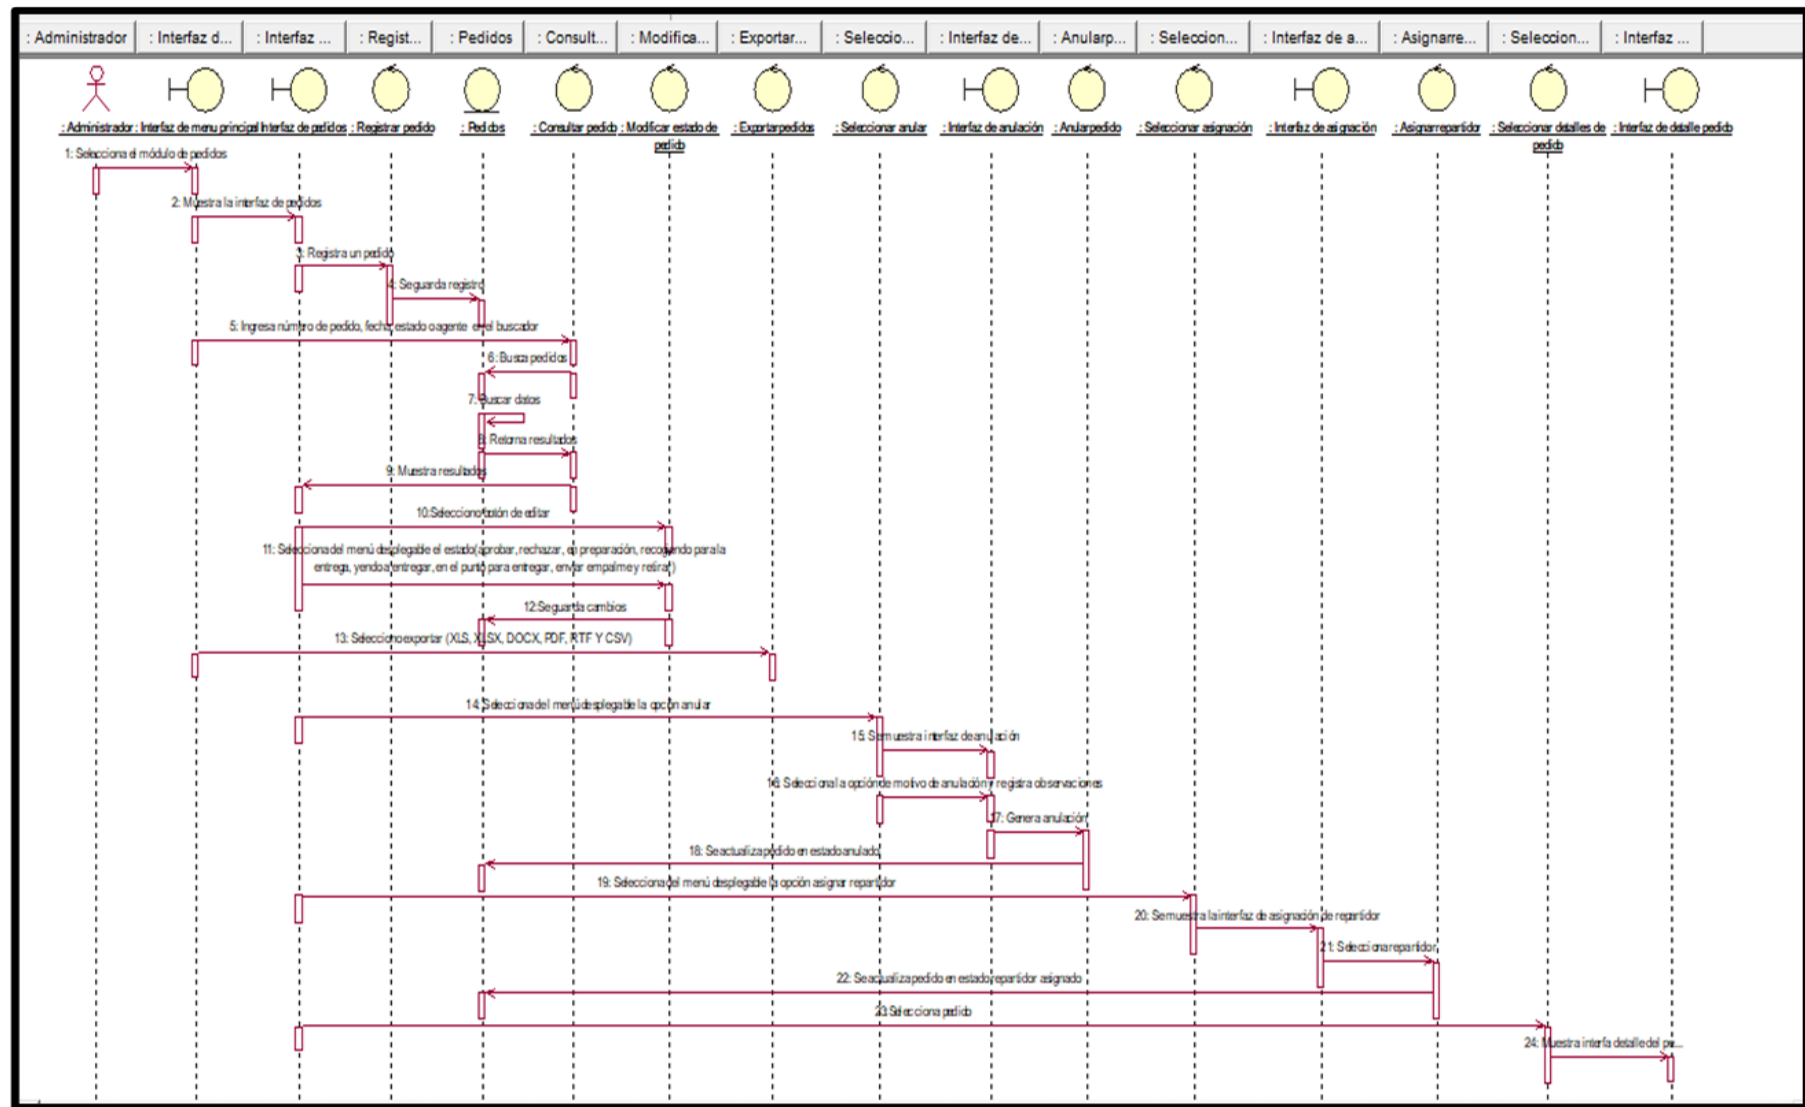 : Administrador : Interfaz d... : Interfaz ... : Regist... : Pedidos : Consult... : Modifica... : Exportar... : Seleccio... : Interfaz de... : Anularp... : Seleccion... : Interfaz de a... : Asignarre... : Seleccion... : Interfaz ...
: Administrador : Interfaz de menu principal : Interfaz de pedidos : Registrar pedido : Pedidos : Consultar pedido : Modificar estado de pedido : Exportar pedidos : Seleccionar anular : Interfaz de anulación : Anular pedido : Seleccionar asignación : Interfaz de asignación : Asignar repartidor : Seleccionar detalles de pedido : Interfaz de detalle pedido
1: Selecciona el módulo de pedidos
2: Muestra la interfaz de pedidos
3: Registra un pedido
4: Se guarda registro
5: Ingresa número de pedido, fecha, estado o agente en el buscador
6: Busca pedidos
7: Buscar datos
8: Retorna resultados
9: Muestra resultados
10: Selecciono botón de editar
11: Selecciona del menú desplegable el estado(aprobar, rechazar, en preparación, recogiendo para la
entrega, yendo a entregar, en el punto para entregar, enviar empalme y retirar)
12: Se guarda cambios
13: Selecciono exportar (XLS, XLSX, DOCX, PDF, RTF Y CSV)
14: Selecciona del menú desplegable la opción anular
15: Se muestra interfaz de anulación
16: Selecciona la opción de motivo de anulación y registra observaciones
17: Genera anulación
18: Se actualiza pedido en estado anulado
19: Selecciona del menú desplegable la opción asignar repartidor
20: Se muestra la interfaz de asignación de repartidor
21: Selecciona repartidor
22: Se actualiza pedido en estado repartidor asignado
23: Selecciona pedido
24: Muestra interfa detalle del pe...